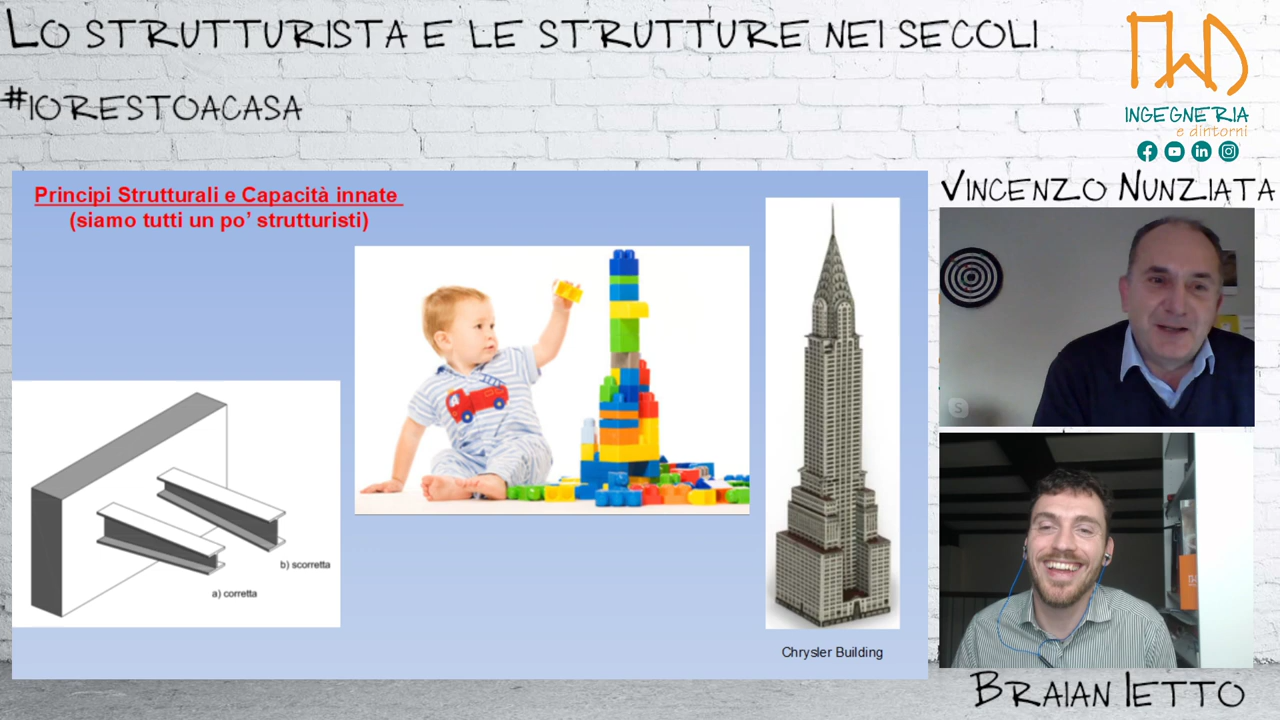 LO STRUTTURISTA E LE STRUTTURE NEI SECOLI
#IORESTOACASA
INGEGNERIA
e dintorni
Principi Strutturali e Capacità innate
(siamo tutti un po' strutturisti)
b) scorretta
a) corretta
Chrysler Building
VINCENZO NUNZIATA
S
BRAIAN IETTO